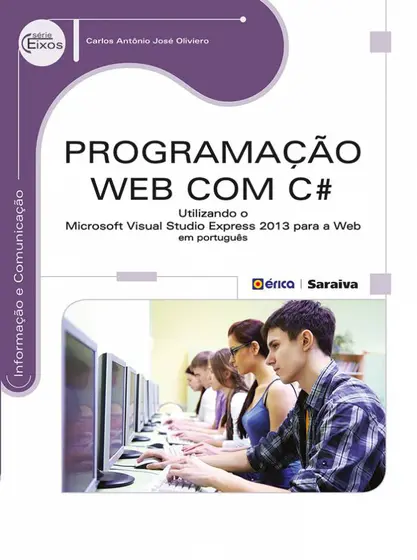 série
Eixos
Carlos Antônio José Oliviero
PROGRAMAÇÃO
WEB COM C#
Utilizando o
Microsoft Visual Studio Express 2013 para a Web
em português
érica | Saraiva
Informação e Comunicação